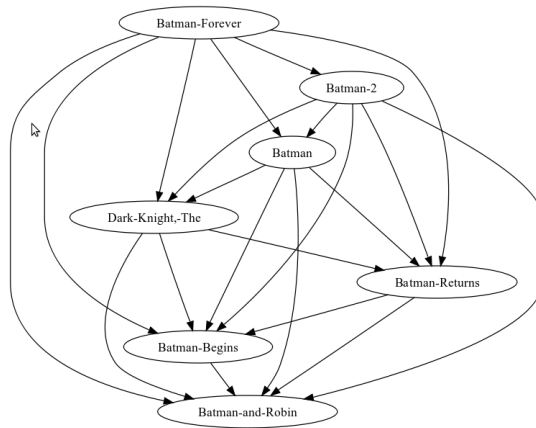 Batman-Forever
Batman-2
Batman
Dark-Knight,-The
Batman-Returns
Batman-Begins
Batman-and-Robin